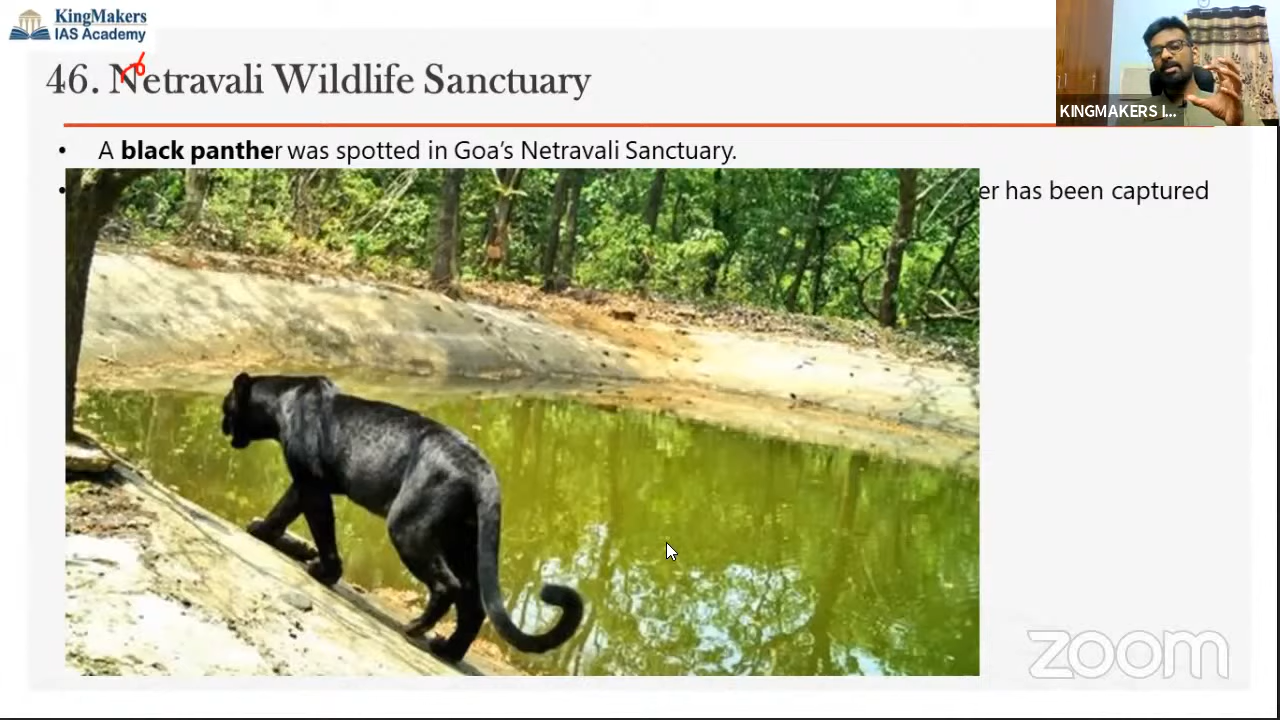 KingMakers
IAS Academy
46. Netravali Wildlife Sanctuary
KINGMAKERS I...
• A black panther was spotted in Goa's Netravali Sanctuary.
• er has been captured
zoom